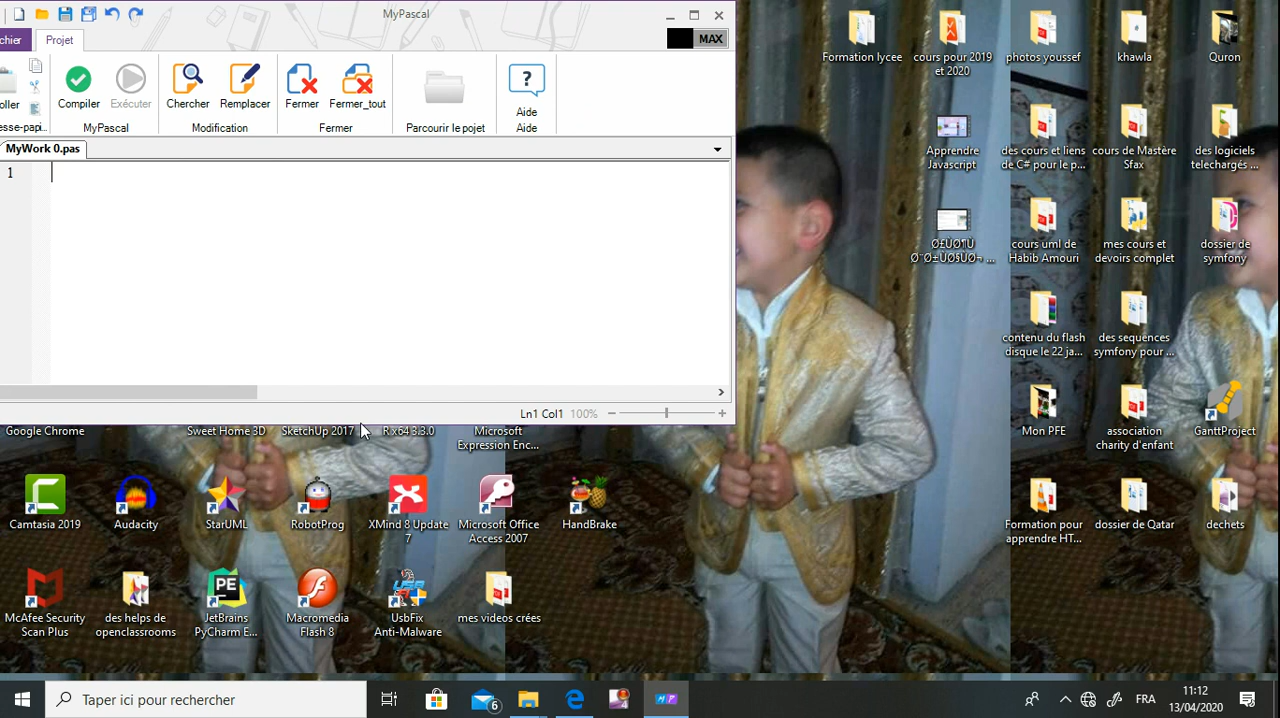 MyPascal
chier
Projet
MAX
oller
Compiler
Exécuter
Chercher
Remplacer
Fermer
Fermer_tout
Aide
esse-papi...
MyPascal
Modification
Fermer
Parcourir le projet
Aide
MyWork 0.pas
1
Ln1 Col1 100%
Formation lycee
cours pour 2019
et 2020
photos youssef
khawla
Quron
Apprendre
Javascript
des cours et liens
de C# pour le p...
cours de Mastère
Sfax
des logiciels
telechargés ...
cours uml de
Habib Amouri
mes cours et
devoirs complet
dossier de
symfony
contenu du flash
disque le 22 ja...
des sequences
symfony pour ...
Mon PFE
association
charity d'enfant
GanttProject
Formation pour
apprendre HT...
dossier de Qatar
dechets
Google Chrome
Sweet Home 3D
SketchUp 2017
R x64 3.3.0
Microsoft
Expression Enc...
Camtasia 2019
Audacity
StarUML
RobotProg
XMind 8 Update
7
Microsoft Office
Access 2007
HandBrake
McAfee Security
Scan Plus
des helps de
openclassrooms
JetBrains
PyCharm E...
Macromedia
Flash 8
UsbFix
Anti-Malware
mes videos crées
Taper ici pour rechercher
6
FRA
11:12
13/04/2020